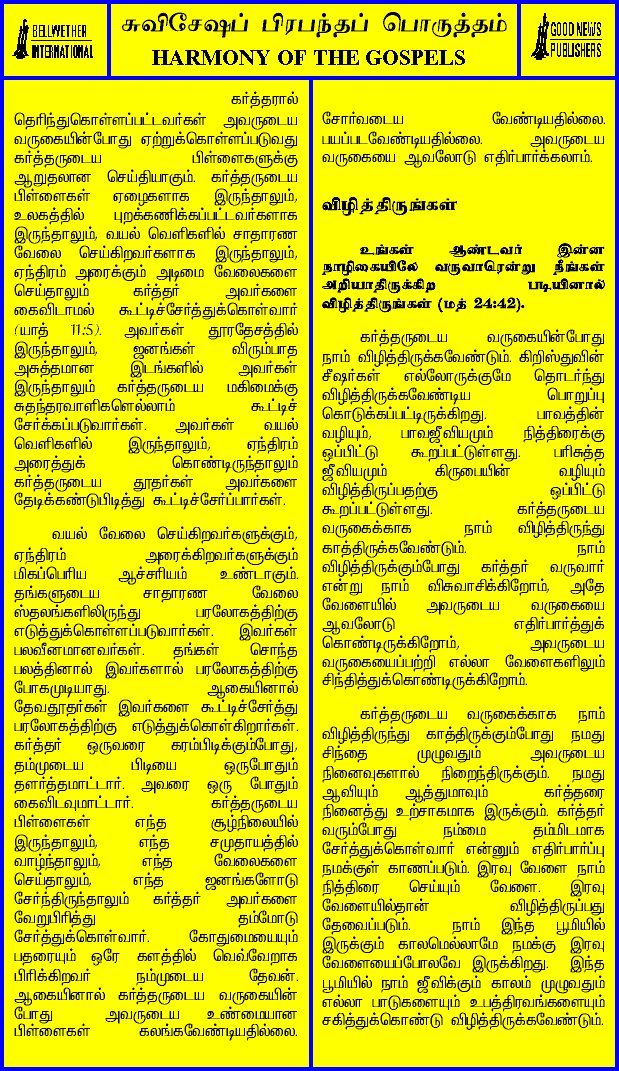 BELLWETHER
INTERNATIONAL
சுவிசேஷப் பிரபந்தப் பொருத்தம்
HARMONY OF THE GOSPELS
GOOD NEWS
PUBLISHERS
கர்த்தரால்
தெரிந்துகொள்ளப்பட்டவர்கள் அவருடைய
வருகையின்போது ஏற்றுக்கொள்ளப்படுவது
கர்த்தருடைய பிள்ளைகளுக்கு
ஆறுதலான செய்தியாகும். கர்த்தருடைய
பிள்ளைகள் ஏழைகளாக இருந்தாலும்,
உலகத்தில் புறக்கணிக்கப்பட்டவர்களாக
இருந்தாலும், வயல் வெளிகளில் சாதாரண
வேலை செய்கிறவர்களாக இருந்தாலும்,
ஏந்திரம் அரைக்கும் அடிமை வேலைகளை
செய்தாலும் கர்த்தர் அவர்களை
கைவிடாமல் கூட்டிச்சேர்த்துக்கொள்வார்
(யாத் 11:5). அவர்கள் தூரதேசத்தில்
இருந்தாலும், ஜனங்கள் விரும்பாத
அசுத்தமான இடங்களில் அவர்கள்
இருந்தாலும் கர்த்தருடைய மகிமைக்கு
சுதந்தரவாளிகளெல்லாம் கூட்டிச்
சேர்க்கப்படுவார்கள். அவர்கள் வயல்
வெளிகளில் இருந்தாலும், ஏந்திரம்
அரைத்துக் கொண்டிருந்தாலும்
கர்த்தருடைய தூதர்கள் அவர்களை
தேடிக்கண்டுபிடித்து கூட்டிச்சேர்ப்பார்கள்.
வயல் வேலை செய்கிறவர்களுக்கும்,
ஏந்திரம் அரைக்கிறவர்களுக்கும்
மிகப்பெரிய ஆச்சரியம் உண்டாகும்.
தங்களுடைய சாதாரண வேலை
ஸ்தலங்களிலிருந்து பரலோகத்திற்கு
எடுத்துக்கொள்ளப்படுவார்கள். இவர்கள்
பலவீனமானவர்கள். தங்கள் சொந்த
பலத்தினால் இவர்களால் பரலோகத்திற்கு
போகமுடியாது. ஆகையினால்
தேவதூதர்கள் இவர்களை கூட்டிச்சேர்த்து
பரலோகத்திற்கு எடுத்துக்கொள்கிறார்கள்.
கர்த்தர் ஒருவரை கரம்பிடிக்கும்போது,
தம்முடைய பிடியை ஒருபோதும்
தளர்த்தமாட்டார். அவரை ஒரு போதும்
கைவிடவுமாட்டார். கர்த்தருடைய
பிள்ளைகள் எந்த சூழ்நிலையில்
இருந்தாலும், எந்த சமுதாயத்தில்
வாழ்ந்தாலும், எந்த வேலைகளை
செய்தாலும், எந்த ஜனங்களோடு
சேர்ந்திருந்தாலும் கர்த்தர் அவர்களை
வேறுபிரித்து தம்மோடு
சேர்த்துக்கொள்வார். கோதுமையையும்
பதரையும் ஒரே களத்தில் வெவ்வேறாக
பிரிக்கிறவர் நம்முடைய தேவன்.
ஆகையினால் கர்த்தருடைய வருகையின்
போது அவருடைய உண்மையான
பிள்ளைகள் கலங்கவேண்டியதில்லை.
சோர்வடைய வேண்டியதில்லை.
பயப்படவேண்டியதில்லை. அவருடைய
வருகையை ஆவலோடு எதிர்பார்க்கலாம்.
விழித்திருங்கள்
உங்கள் ஆண்டவர் இன்ன
நாழிகையிலே வருவாரென்று நீங்கள்
அறியாதிருக்கிற படியினால்
விழித்திருங்கள் (மத் 24:42).
கர்த்தருடைய வருகையின்போது
நாம் விழித்திருக்கவேண்டும். கிறிஸ்துவின்
சீஷர்கள் எல்லோருக்குமே தொடர்ந்து
விழித்திருக்கவேண்டிய பொறுப்பு
கொடுக்கப்பட்டிருக்கிறது. பாவத்தின்
வழியும், பாவஜீவியமும் நித்திரைக்கு
ஒப்பிட்டு கூறப்பட்டுள்ளது. பரிசுத்த
ஜீவியமும் கிருபையின் வழியும்
விழித்திருப்பதற்கு ஒப்பிட்டு
கூறப்பட்டுள்ளது. கர்த்தருடைய
வருகைக்காக நாம் விழித்திருந்து
காத்திருக்கவேண்டும். நாம்
விழித்திருக்கும்போது கர்த்தர் வருவார்
என்று நாம் விசுவாசிக்கிறோம், அதே
வேளையில் அவருடைய வருகையை
ஆவலோடு எதிர்பார்த்துக்
கொண்டிருக்கிறோம், அவருடைய
வருகையைப்பற்றி எல்லா வேளைகளிலும்
சிந்தித்துக்கொண்டிருக்கிறோம்.
கர்த்தருடைய வருகைக்காக நாம்
விழித்திருந்து காத்திருக்கும்போது நமது
சிந்தை முழுவதும் அவருடைய
நினைவுகளால் நிறைந்திருக்கும். நமது
ஆவியும் ஆத்துமாவும் கர்த்தரை
நினைத்து உற்சாகமாக இருக்கும். கர்த்தர்
வரும்போது நம்மை தம்மிடமாக
சேர்த்துக்கொள்வார் என்னும் எதிர்பார்ப்பு
நமக்குள் காணப்படும். இரவு வேளை நாம்
நித்திரை செய்யும் வேளை. இரவு
வேளையில்தான் விழித்திருப்பது
தேவைப்படும். நாம் இந்த பூமியில்
இருக்கும் காலமெல்லாமே நமக்கு இரவு
வேளையைப்போலவே இருக்கிறது. இந்த
பூமியில் நாம் ஜீவிக்கும் காலம் முழுவதும்
எல்லா பாடுகளையும் உபத்திரவங்களையும்
சகித்துக்கொண்டு விழித்திருக்கவேண்டும்.